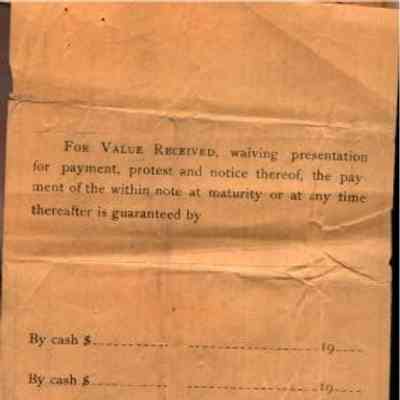 For Value Received, waiving presentation
for payment, protest and notice thereof, the pay-
ment of the within note at maturity or at any time
thereafter is guaranteed by
By cash $ 19
By cash $ 19